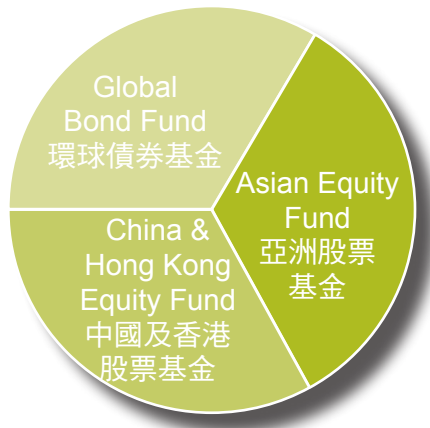 Global
Bond Fund
環球債券基金
Asian Equity
Fund
亞洲股票
基金
China &
Hong Kong
Equity Fund
中國及香港
股票基金